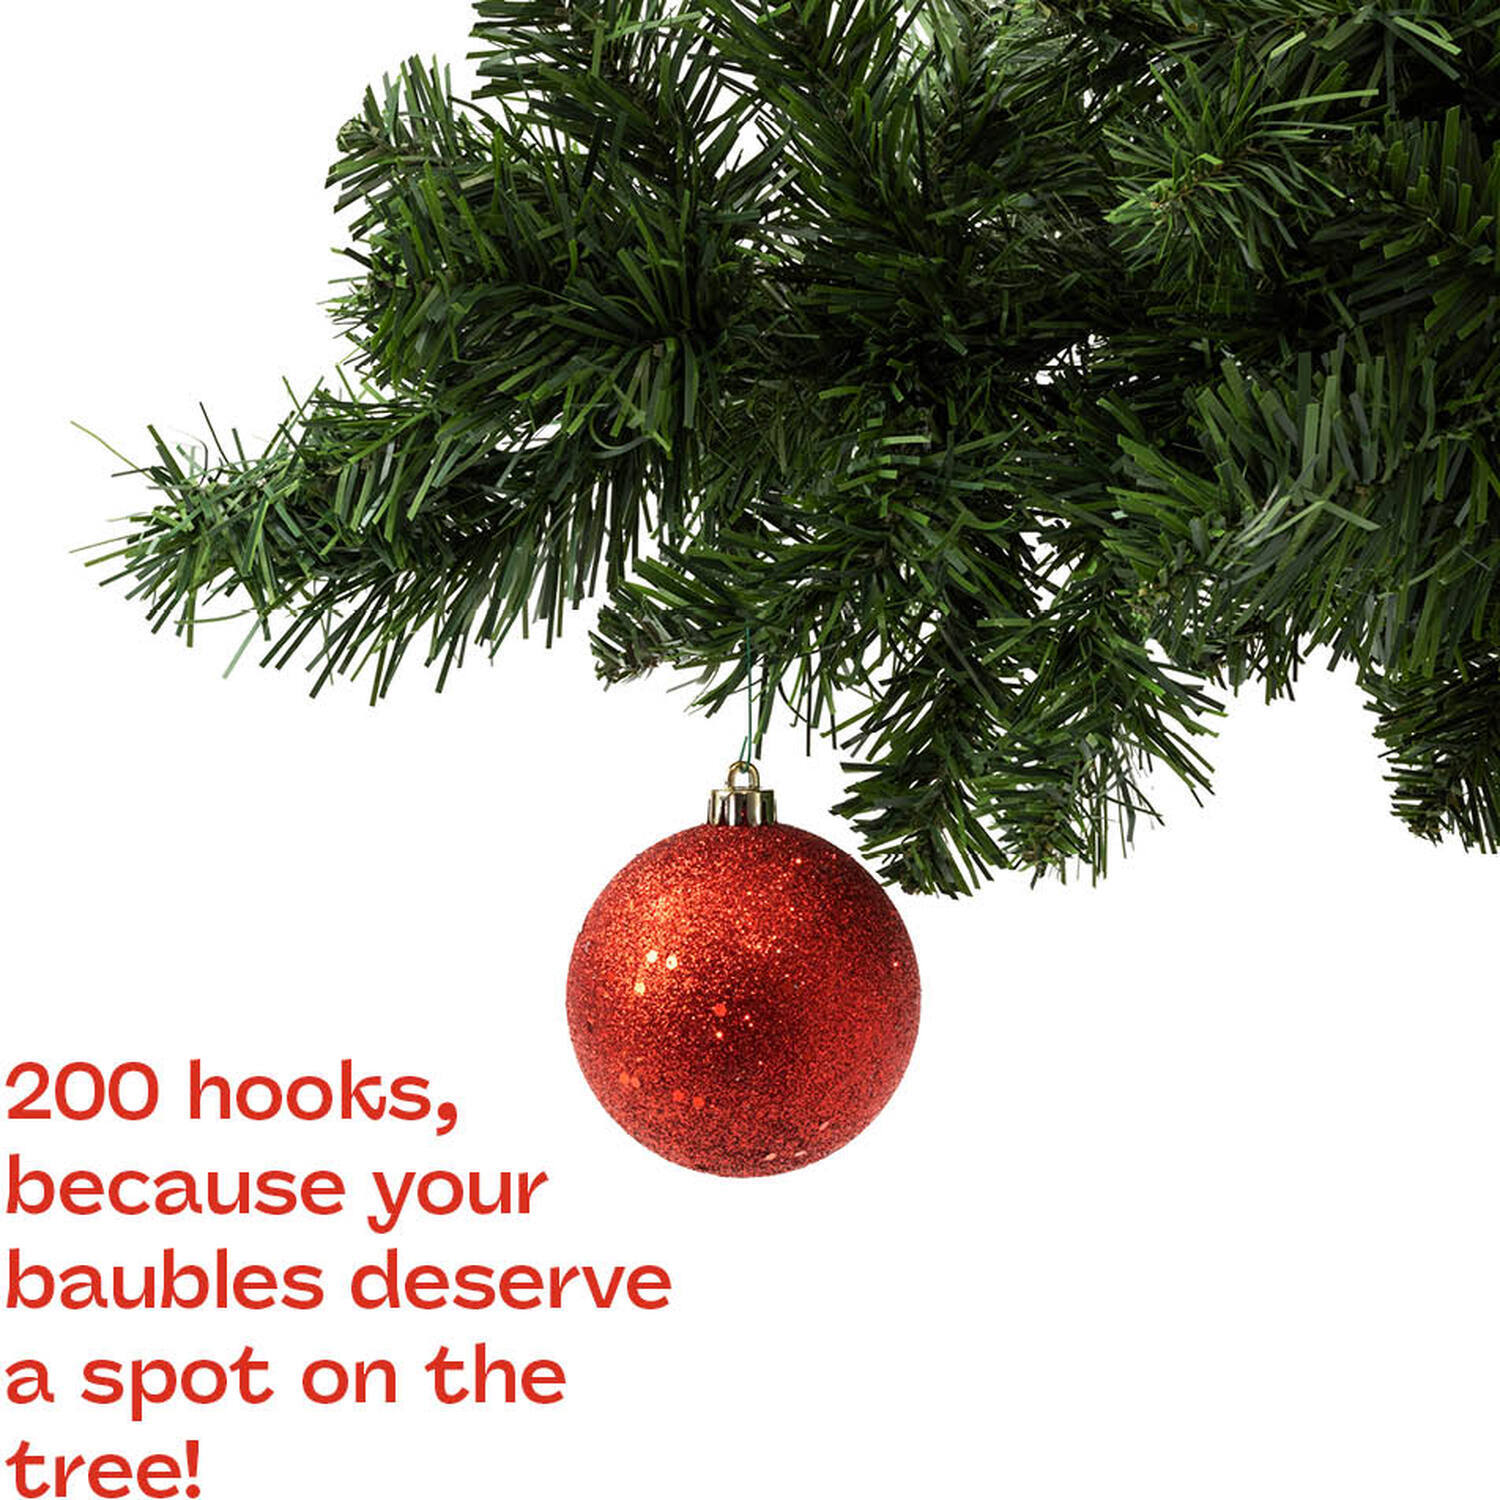 200 hooks,
because your
baubles deserve
a spot on the
tree!